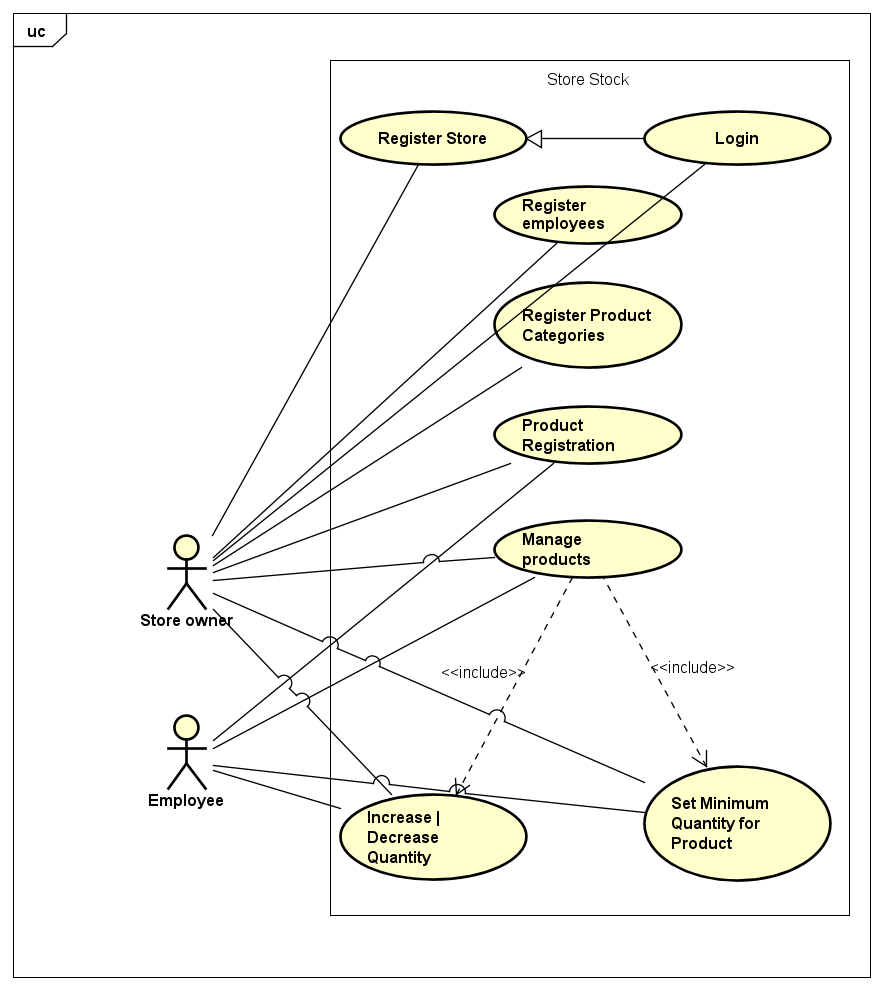 uc
Store Stock
Register Store
Login
Register
employees
Register Product
Categories
Product
Registration
Manage
products
Store owner
<<include>>
<<include>>
Employee
Increase |
Decrease
Quantity
Set Minimum
Quantity for
Product